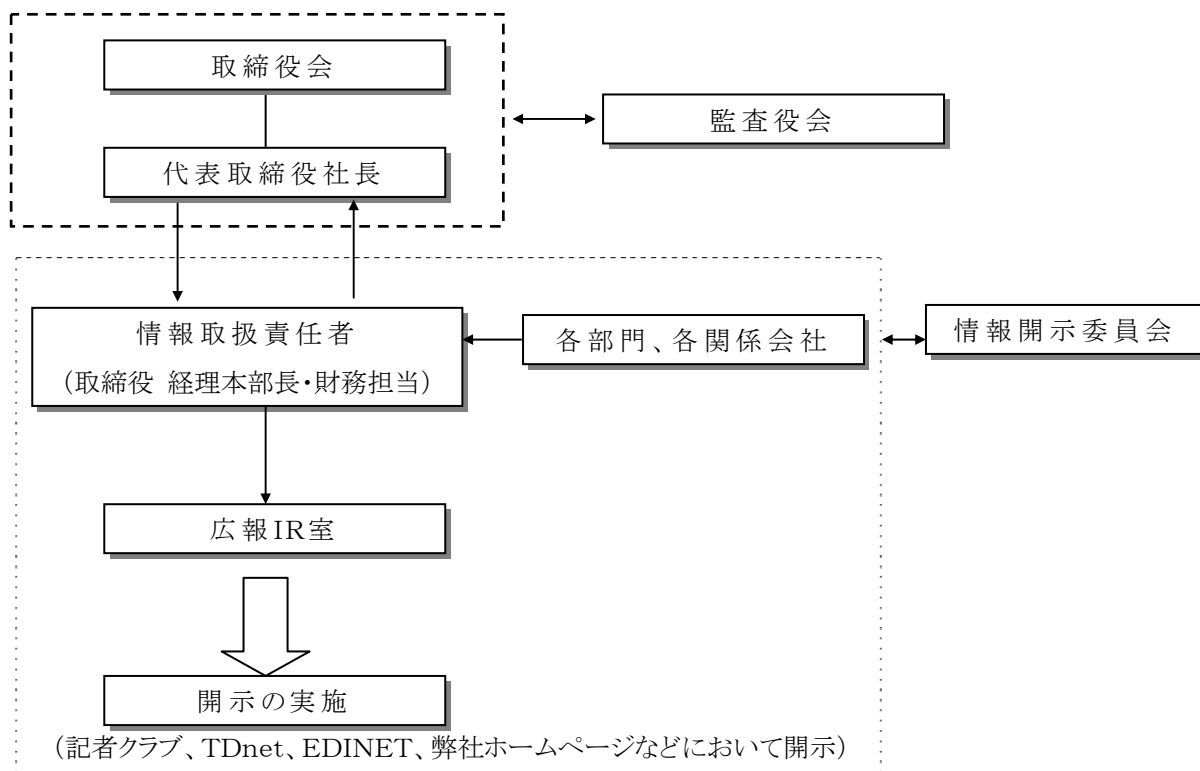 取締役会
監査役会
代表取締役社長
情報取扱責任者
（取締役 経理本部長・財務担当）
各部門、各関係会社
情報開示委員会
広報IR室
開示の実施
（記者クラブ、TDnet、EDINET、弊社ホームページなどにおいて開示）